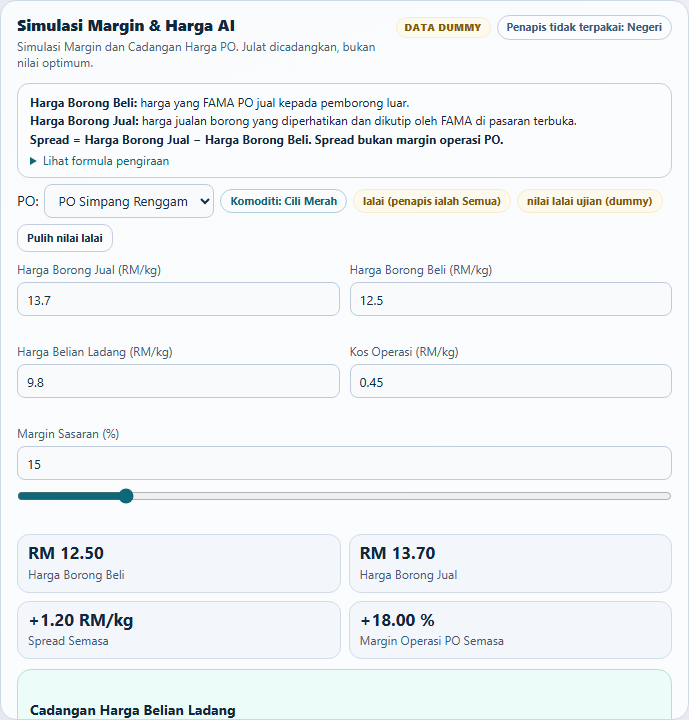 Simulasi Margin & Harga AI
DATA DUMMY
Penapis tidak terpakai: Negeri
Simulasi Margin dan Cadangan Harga PO. Julat dicadangkan, bukan
nilai optimum.
Harga Borong Beli: harga yang FAMA PO jual kepada pemborong luar.
Harga Borong Jual: harga jualan borong yang diperhatikan dan dikutip oleh FAMA di pasaran terbuka.
Spread = Harga Borong Jual − Harga Borong Beli. Spread bukan margin operasi PO.
▶ Lihat formula pengiraan
PO: PO Simpang Renggam
Komoditi: Cili Merah
lalai (penapis ialah Semua)
nilai lalai ujian (dummy)
Pulih nilai lalai
Harga Borong Jual (RM/kg)
Harga Borong Beli (RM/kg)
13.7
12.5
Harga Belian Ladang (RM/kg)
Kos Operasi (RM/kg)
9.8
0.45
Margin Sasaran (%)
15
RM 12.50
Harga Borong Beli
RM 13.70
Harga Borong Jual
+1.20 RM/kg
Spread Semasa
+18.00 %
Margin Operasi PO Semasa
Cadangan Harga Belian Ladang